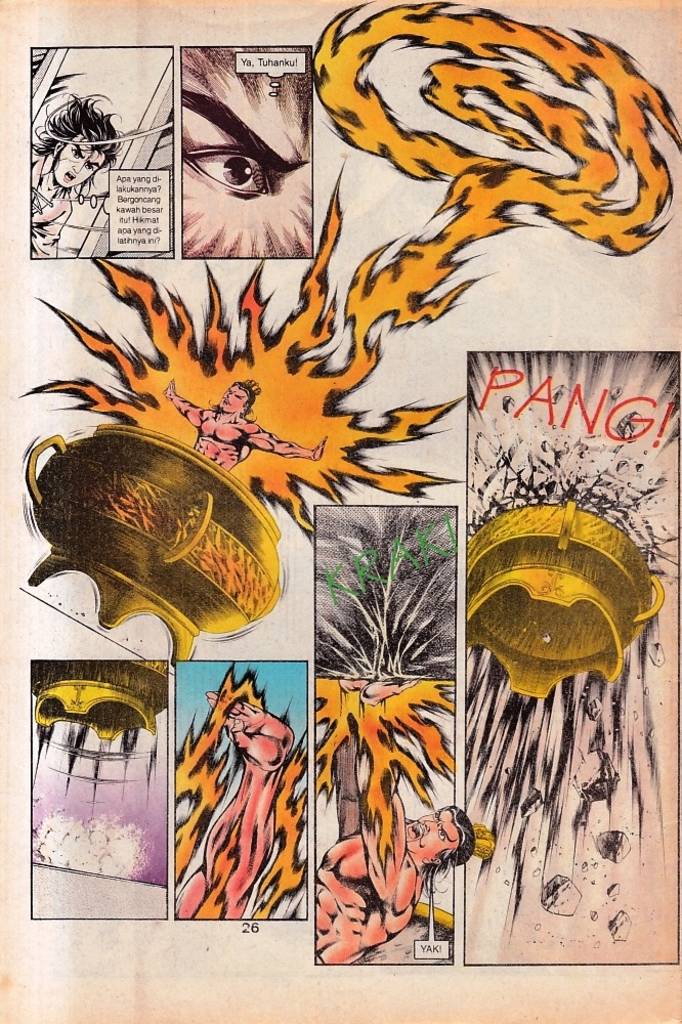 Apa yang di-
lakukannya?
Bergoncang
kawah besar
itu! Hikmat
apa yang di-
latihnya ini?
Ya, Tuhanku!
PANG!
KRAK!
YAK!
26